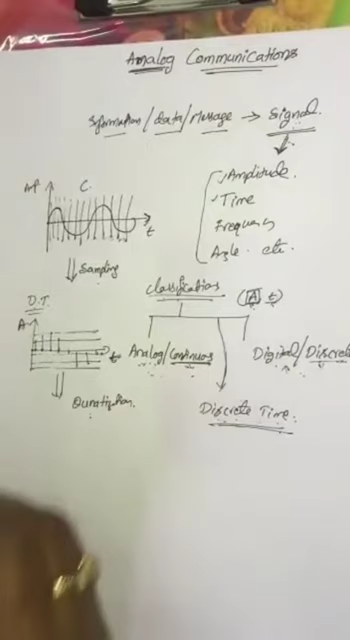 Analog Communications
Information/data/Message → Signal.
Amplitude.
Time
Frequency
Angle. etc.
C.
t
Sampling
D.T.
A
t
Classification
(A, t)
Analog/Continuous
Digital/Discrete
Discrete Time.